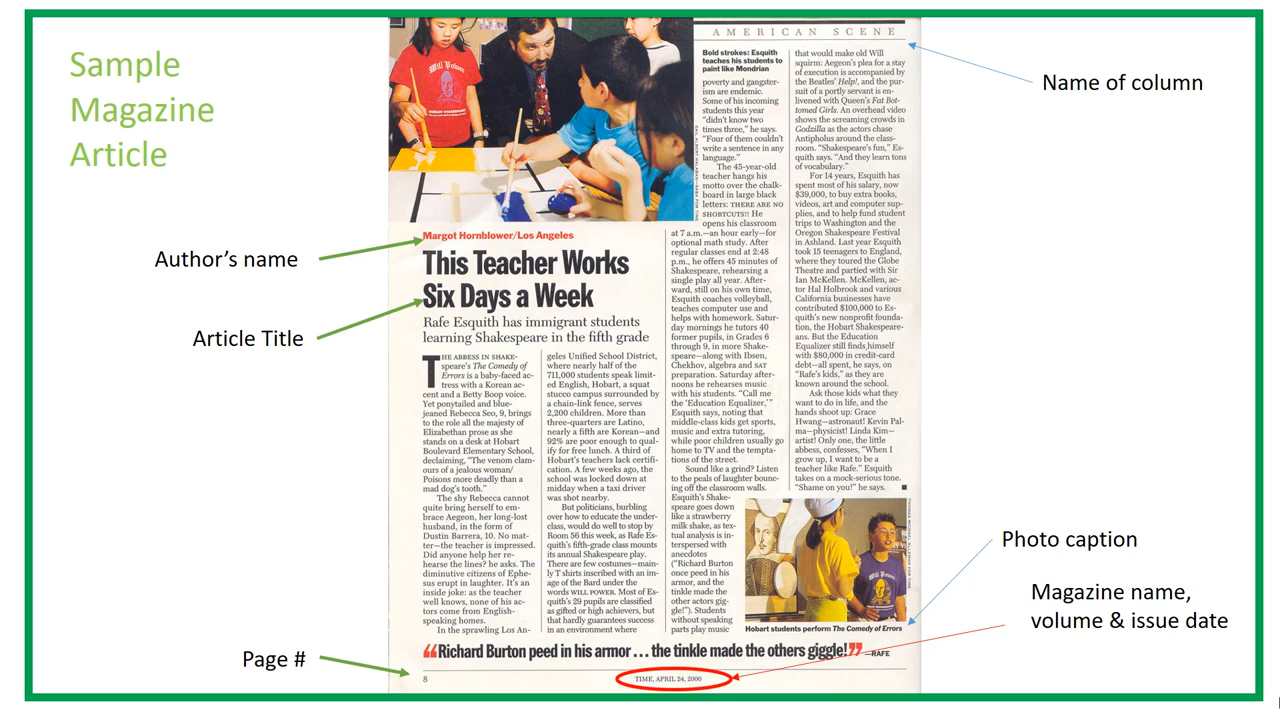 Sample
Magazine
Article
Author's name
Article Title
Page #
Name of column
Photo caption
Magazine name,
volume & issue date
AMERICAN SCENE
Will Power
HOBART SHAKESPEAREANS
Margot Hornblower/Los Angeles
This Teacher Works
Six Days a Week
Rafe Esquith has immigrant students
learning Shakespeare in the fifth grade
THE ABBESS IN SHAKE-
speare's The Comedy of
Errors is a baby-faced ac-
tress with a Korean ac-
cent and a Betty Boop voice.
Yet ponytailed and blue-
jeaned Rebecca Seo, 9, brings
to the role all the majesty of
Elizabethan prose as she
stands on a desk at Hobart
Boulevard Elementary School,
declaiming, "The venom clam-
ours of a jealous woman/
Poisons more deadly than a
mad dog's tooth."
The shy Rebecca cannot
quite bring herself to em-
brace Aegeon, her long-lost
husband, in the form of
Dustin Barrera, 10. No mat-
ter—the teacher is impressed.
Did anyone help her re-
hearse the lines? he asks. The
diminutive citizens of Ephe-
sus erupt in laughter. It's an
inside joke: as the teacher
well knows, none of his ac-
tors come from English-
speaking homes.
In the sprawling Los An-
geles Unified School District,
where nearly half of the
711,000 students speak limit-
ed English, Hobart, a squat
stucco campus surrounded by
a chain-link fence, serves
2,200 children. More than
three-quarters are Latino,
nearly a fifth are Korean—and
92% are poor enough to qual-
ify for free lunch. A third of
Hobart's teachers lack certifi-
cation. A few weeks ago, the
school was locked down at
midday when a taxi driver
was shot nearby.
But politicians, burbling
over how to educate the under-
class, would do well to stop by
Room 56 this week, as Rafe Es-
quith's fifth-grade class mounts
its annual Shakespeare play.
There are few costumes—main-
ly T shirts inscribed with an im-
age of the Bard under the
words WILL POWER. Most of Es-
quith's 29 pupils are classified
as gifted or high achievers, but
that hardly guarantees success
in an environment where
Bold strokes: Esquith
teaches his students to
paint like Mondrian
poverty and gangster-
ism are endemic.
Some of his incoming
students this year
"didn't know two
times three," he says.
"Four of them couldn't
write a sentence in any
language."
The 45-year-old
teacher hangs his
motto over the chalk-
board in large black
letters: THERE ARE NO
SHORTCUTS!! He
opens his classroom
at 7 a.m.—an hour early—for
optional math study. After
regular classes end at 2:48
p.m., he offers 45 minutes of
Shakespeare, rehearsing a
single play all year. After-
ward, still on his own time,
Esquith coaches volleyball,
teaches computer use and
helps with homework. Satur-
day mornings he tutors 40
former pupils, in Grades 6
through 9, in more Shake-
speare—along with Ibsen,
Chekhov, algebra and SAT
preparation. Saturday after-
noons he rehearses music
with his students. "Call me
the 'Education Equalizer,'"
Esquith says, noting that
middle-class kids get sports,
music and extra tutoring,
while poor children usually go
home to TV and the tempta-
tions of the street.
Sound like a grind? Listen
to the peals of laughter bounc-
ing off the classroom walls.
Esquith's Shake-
speare goes down
like a strawberry
milk shake, as tex-
tual analysis is in-
terspersed with
anecdotes
("Richard Burton
once peed in his
armor, and the
tinkle made the
other actors gig-
gle!"). Students
without speaking
parts play music
that would make old Will
squirm: Aegeon's plea for a stay
of execution is accompanied by
the Beatles' Help!, and the pur-
suit of a portly servant is en-
livened with Queen's Fat Bot-
tomed Girls. An overhead video
shows the screaming crowds in
Godzilla as the actors chase
Antipholus around the class-
room. "Shakespeare's fun," Es-
quith says. "And they learn tons
of vocabulary."
For 14 years, Esquith has
spent most of his salary, now
$39,000, to buy extra books,
videos, art and computer sup-
plies, and to help fund student
trips to Washington and the
Oregon Shakespeare Festival
in Ashland. Last year Esquith
took 15 teenagers to England,
where they toured the Globe
Theatre and partied with Sir
Ian McKellen. McKellen, ac-
tor Hal Holbrook and various
California businesses have
contributed $100,000 to Es-
quith's new nonprofit founda-
tion, the Hobart Shakespeare-
ans. But the Education
Equalizer still finds himself
with $80,000 in credit-card
debt—all spent, he says, on
"Rafe's kids," as they are
known around the school.
Ask those kids what they
want to do in life, and the
hands shoot up: Grace
Hwang—astronaut! Kevin Pal-
ma—physicist! Linda Kim—
artist! Only one, the little
abbess, confesses, "When I
grow up, I want to be a
teacher like Rafe." Esquith
takes on a mock-serious tone.
"Shame on you!" he says.
Will Power
Hobart students perform The Comedy of Errors
"Richard Burton peed in his armor ... the tinkle made the others giggle!" —RAFE
8
TIME, APRIL 24, 2000